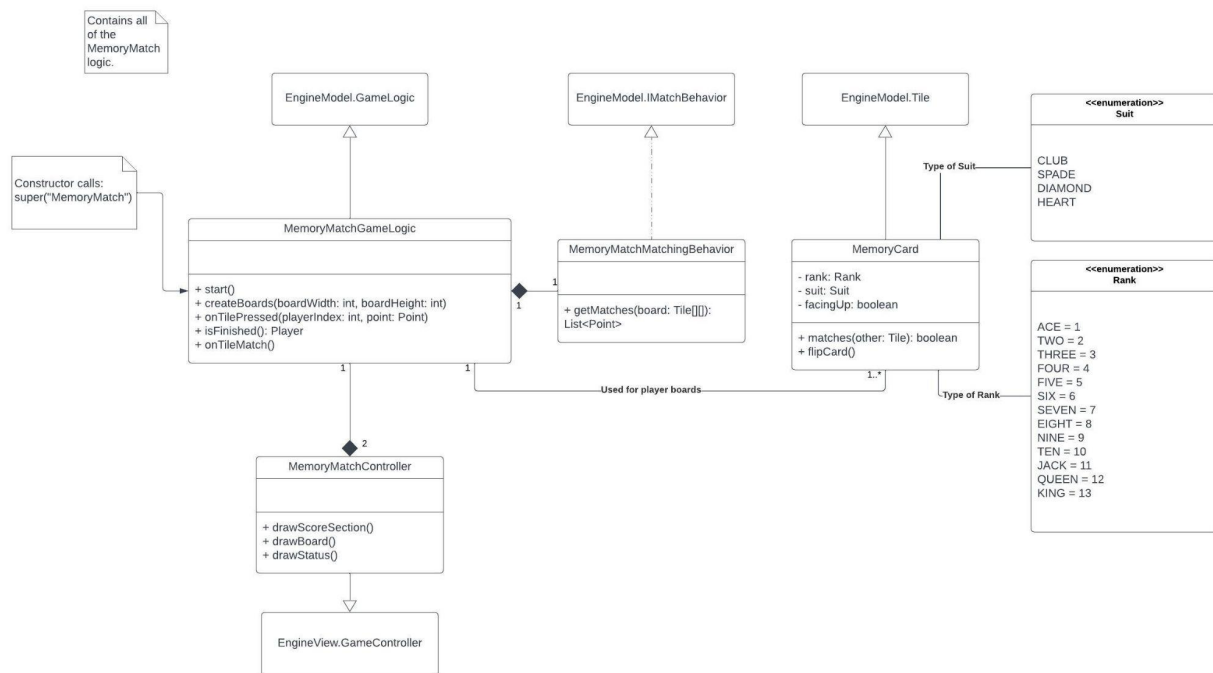 Contains all
of the
MemoryMatch
logic.
EngineModel.GameLogic
EngineModel.IMatchBehavior
EngineModel.Tile
<<enumeration>>
Suit
CLUB
SPADE
DIAMOND
HEART
Type of Suit
Constructor calls:
super("MemoryMatch")
MemoryMatchGameLogic
+ start()
+ createBoards(boardWidth: int, boardHeight: int)
+ onTilePressed(playerIndex: int, point: Point)
+ isFinished(): Player
+ onTileMatch()
1
1
MemoryMatchMatchingBehavior
+ getMatches(board: Tile[][]):
List<Point>
MemoryCard
- rank: Rank
- suit: Suit
- facingUp: boolean
+ matches(other: Tile): boolean
+ flipCard()
<<enumeration>>
Rank
ACE = 1
TWO = 2
THREE = 3
FOUR = 4
FIVE = 5
SIX = 6
SEVEN = 7
EIGHT = 8
NINE = 9
TEN = 10
JACK = 11
QUEEN = 12
KING = 13
1
1
1..*
Used for player boards
Type of Rank
2
MemoryMatchController
+ drawScoreSection()
+ drawBoard()
+ drawStatus()
EngineView.GameController